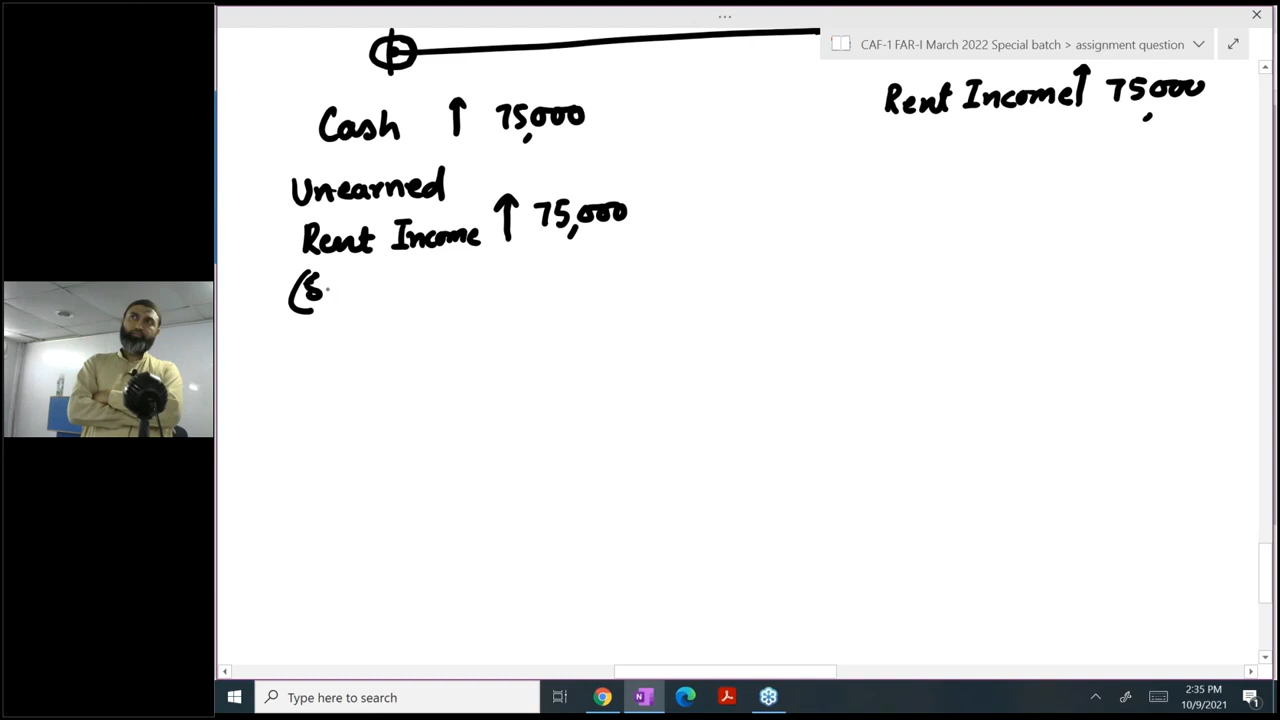 CAF-1 FAR-I March 2022 Special batch > assignment question
Rent Income ↑ 75,000
Cash ↑ 75,000
Unearned
Rent Income ↑ 75,000
Type here to search
2:35 PM
10/9/2021
1